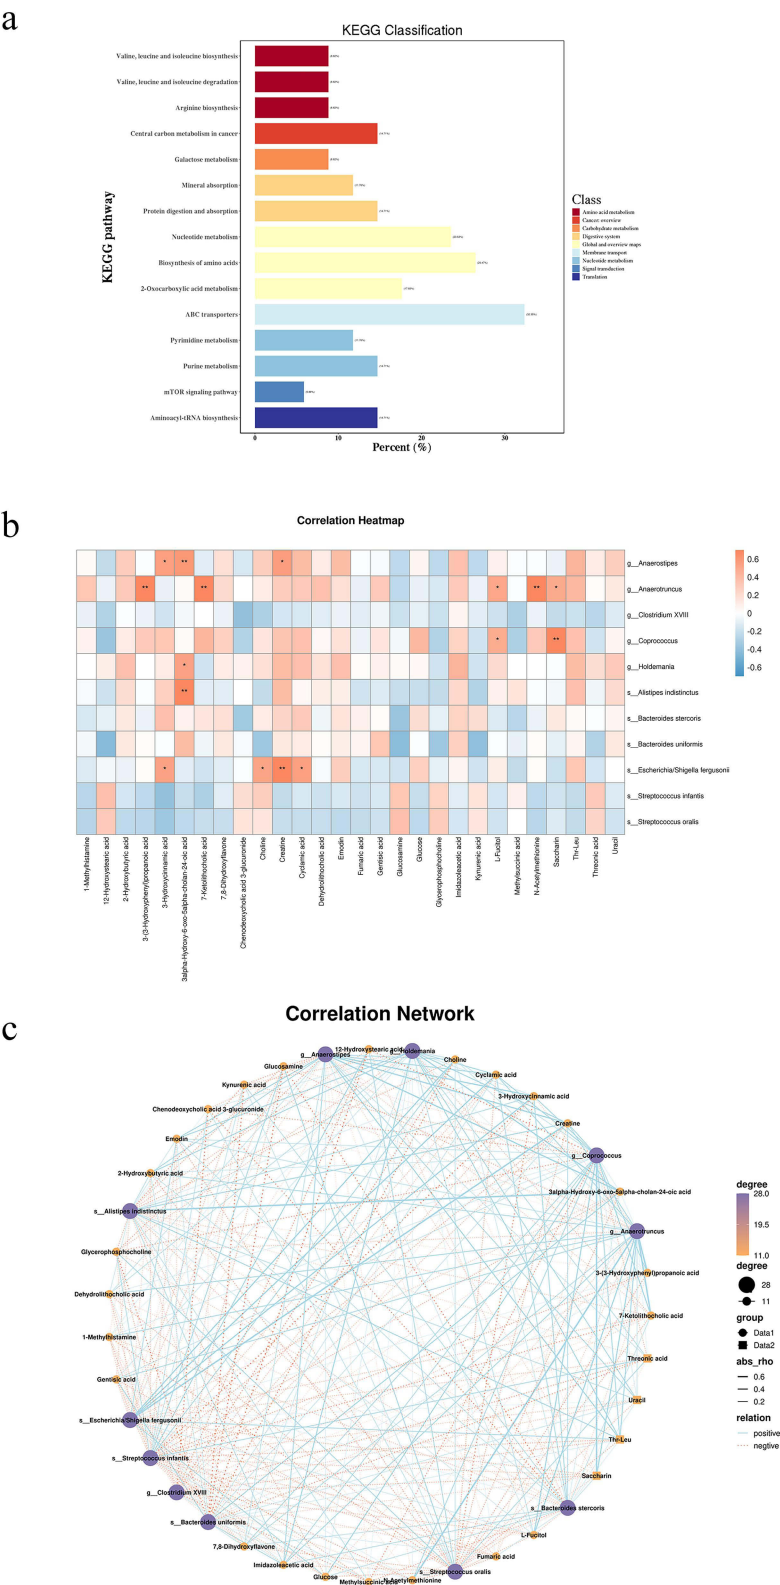 a
KEGG Classification
Valine, leucine and isoleucine biosynthesis
Valine, leucine and isoleucine degradation
Arginine biosynthesis
Central carbon metabolism in cancer
Galactose metabolism
Mineral absorption
Protein digestion and absorption
Nucleotide metabolism
Biosynthesis of amino acids
2-Oxocarboxylic acid metabolism
ABC transporters
Pyrimidine metabolism
Purine metabolism
mTOR signaling pathway
Aminoacyl-tRNA biosynthesis
KEGG pathway
0 10 20 30
Percent (%)
Class
Amino acid metabolism
Cancer: overview
Carbohydrate metabolism
Digestive system
Global and overview maps
Membrane transport
Nucleotide metabolism
Signal transduction
Translation
b
Correlation Heatmap
g__Anaerostipes
g__Anaerotruncus
g__Clostridium XVIII
g__Coprococcus
g__Holdemania
s__Alistipes indistinctus
s__Bacteroides stercoris
s__Bacteroides uniformis
s__Escherichia/Shigella fergusonii
s__Streptococcus infantis
s__Streptococcus oralis
0.6
0.4
0.2
0
-0.2
-0.4
-0.6
1-Methylhistamine
12-Hydroxystearic acid
2-Hydroxybutyric acid
3-(3-Hydroxyphenyl)propanoic acid
3-Hydroxycinnamic acid
3alpha-Hydroxy-6-oxo-5alpha-cholan-24-oic acid
7-Ketolithocholic acid
7,8-Dihydroxyflavone
Chenodeoxycholic acid 3-glucuronide
Choline
Creatine
Cyclamic acid
Dehydrolithocholic acid
Emodin
Fumaric acid
Gentisic acid
Glucosamine
Glucose
Glycerophosphocholine
Imidazoleacetic acid
Kynurenic acid
L-Fucitol
Methylsuccinic acid
N-Acetylmethionine
Saccharin
Thr-Leu
Threonic acid
Uracil
c
Correlation Network
12-Hydroxystearic acid
g__Holdemania
g__Anaerostipes
Choline
Glucosamine
Cyclamic acid
Kynurenic acid
3-Hydroxycinnamic acid
Chenodeoxycholic acid 3-glucuronide
Creatine
Emodin
g__Coprococcus
2-Hydroxybutyric acid
3alpha-Hydroxy-6-oxo-5alpha-cholan-24-oic acid
s__Alistipes indistinctus
g__Anaerotruncus
Glycerophosphocholine
3-(3-Hydroxyphenyl)propanoic acid
Dehydrolithocholic acid
7-Ketolithocholic acid
1-Methylhistamine
Threonic acid
Gentisic acid
Uracil
s__Escherichia/Shigella fergusonii
Thr-Leu
s__Streptococcus infantis
Saccharin
g__Clostridium XVIII
s__Bacteroides stercoris
s__Bacteroides uniformis
L-Fucitol
7,8-Dihydroxyflavone
Fumaric acid
Imidazoleacetic acid
s__Streptococcus oralis
Glucose
Methylsuccinic acid
N-Acetylmethionine
degree
28.0
19.5
11.0
degree
28
11
group
Data1
Data2
abs_rho
0.6
0.4
0.2
relation
positive
negtive